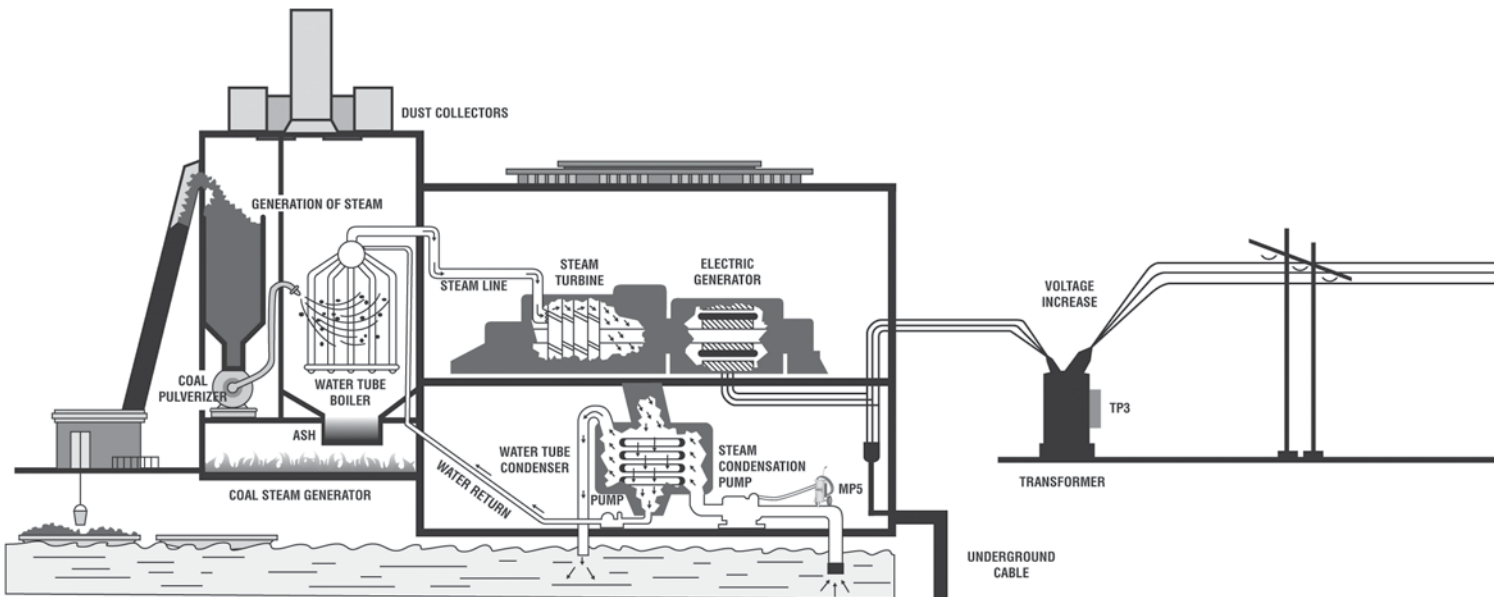 DUST COLLECTORS
GENERATION OF STEAM
STEAM LINE
STEAM
TURBINE
ELECTRIC
GENERATOR
VOLTAGE
INCREASE
COAL
PULVERIZER
WATER TUBE
BOILER
ASH
COAL STEAM GENERATOR
WATER RETURN
WATER TUBE
CONDENSER
PUMP
STEAM
CONDENSATION
PUMP
MP5
TP3
TRANSFORMER
UNDERGROUND
CABLE